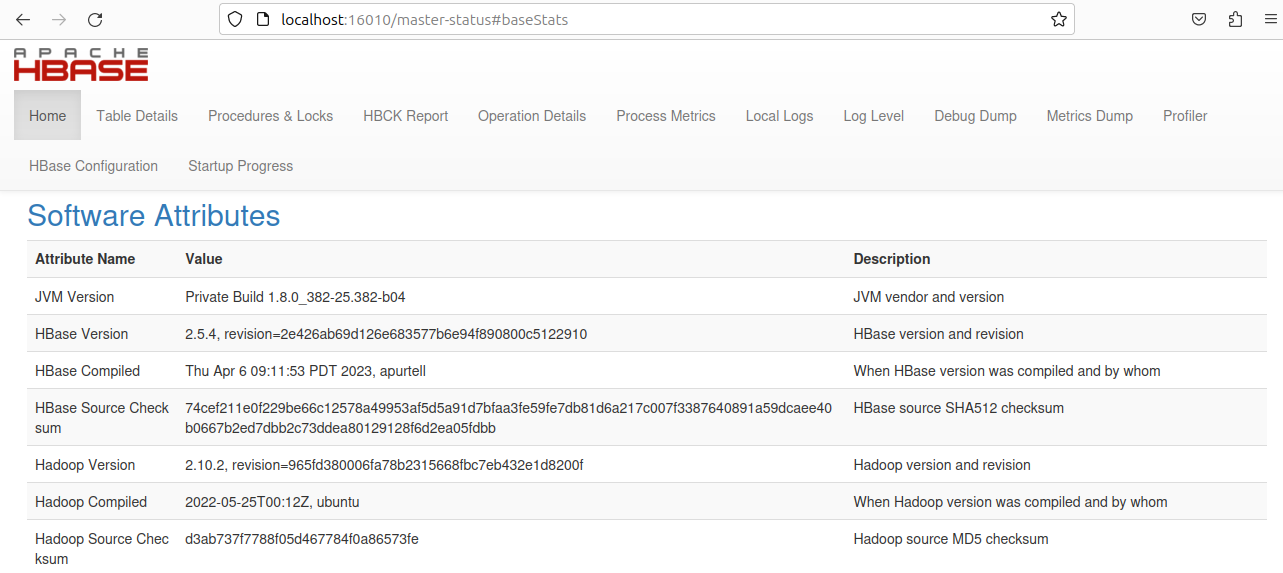 localhost:16010/master-status#baseStats
APACHE
HBASE
Home Table Details Procedures & Locks HBCK Report Operation Details Process Metrics Local Logs Log Level Debug Dump Metrics Dump Profiler
HBase Configuration Startup Progress
Software Attributes
Attribute Name Value Description
JVM Version Private Build 1.8.0_382-25.382-b04 JVM vendor and version
HBase Version 2.5.4, revision=2e426ab69d126e683577b6e94f890800c5122910 HBase version and revision
HBase Compiled Thu Apr 6 09:11:53 PDT 2023, apurtell When HBase version was compiled and by whom
HBase Source Check 74cef211e0f229be66c12578a49953af5d5a91d7bfaa3fe59fe7db81d6a217c007f3387640891a59dcaee40 HBase source SHA512 checksum
sum b0667b2ed7dbb2c73ddea80129128f6d2ea05fdbb
Hadoop Version 2.10.2, revision=965fd380006fa78b2315668fbc7eb432e1d8200f Hadoop version and revision
Hadoop Compiled 2022-05-25T00:12Z, ubuntu When Hadoop version was compiled and by whom
Hadoop Source Chec d3ab737f7788f05d467784f0a86573fe Hadoop source MD5 checksum
ksum